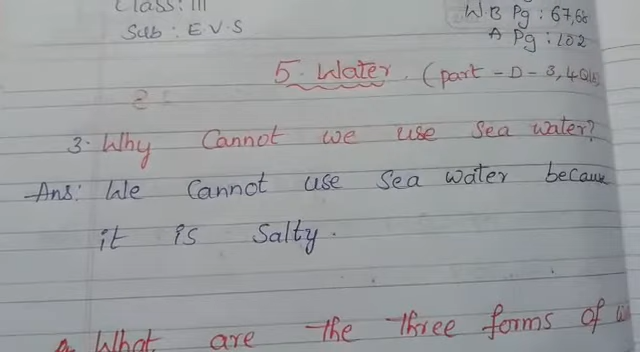 Class: III
Sub: E.V.S
W B Pg: 67,68
A Pg: 102
5. Water. (part - D - 3, 4
3. Why Cannot we use Sea Water?
Ans: We Cannot use Sea Water because
it is Salty.
What are the three forms of